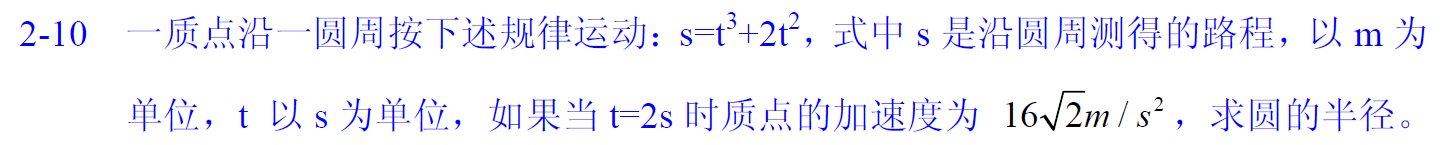 2-10 一质点沿一圆周按下述规律运动：s=t³+2t²，式中 s 是沿圆周测得的路程，以 m 为
单位，t 以 s 为单位，如果当 t=2s 时质点的加速度为 16√2m / s²，求圆的半径。